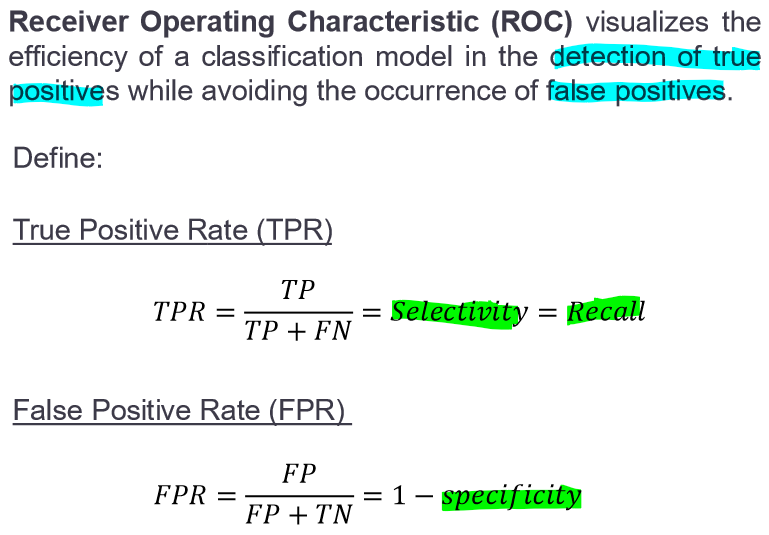 Receiver Operating Characteristic (ROC) visualizes the
efficiency of a classification model in the detection of true
positives while avoiding the occurrence of false positives.
Define:
True Positive Rate (TPR)
TPR = TP / (TP + FN) = Selectivity = Recall
False Positive Rate (FPR)
FPR = FP / (FP + TN) = 1 − specificity